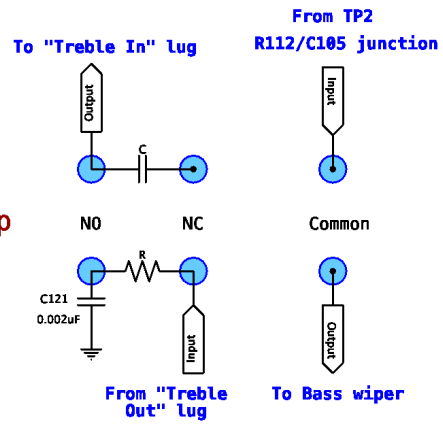 From TP2
To "Treble In" lug
R112/C105 junction
Output
Input
C
p
NO
NC
Common
R
C121
0.002uF
Input
Output
From "Treble
Out" lug
To Bass wiper